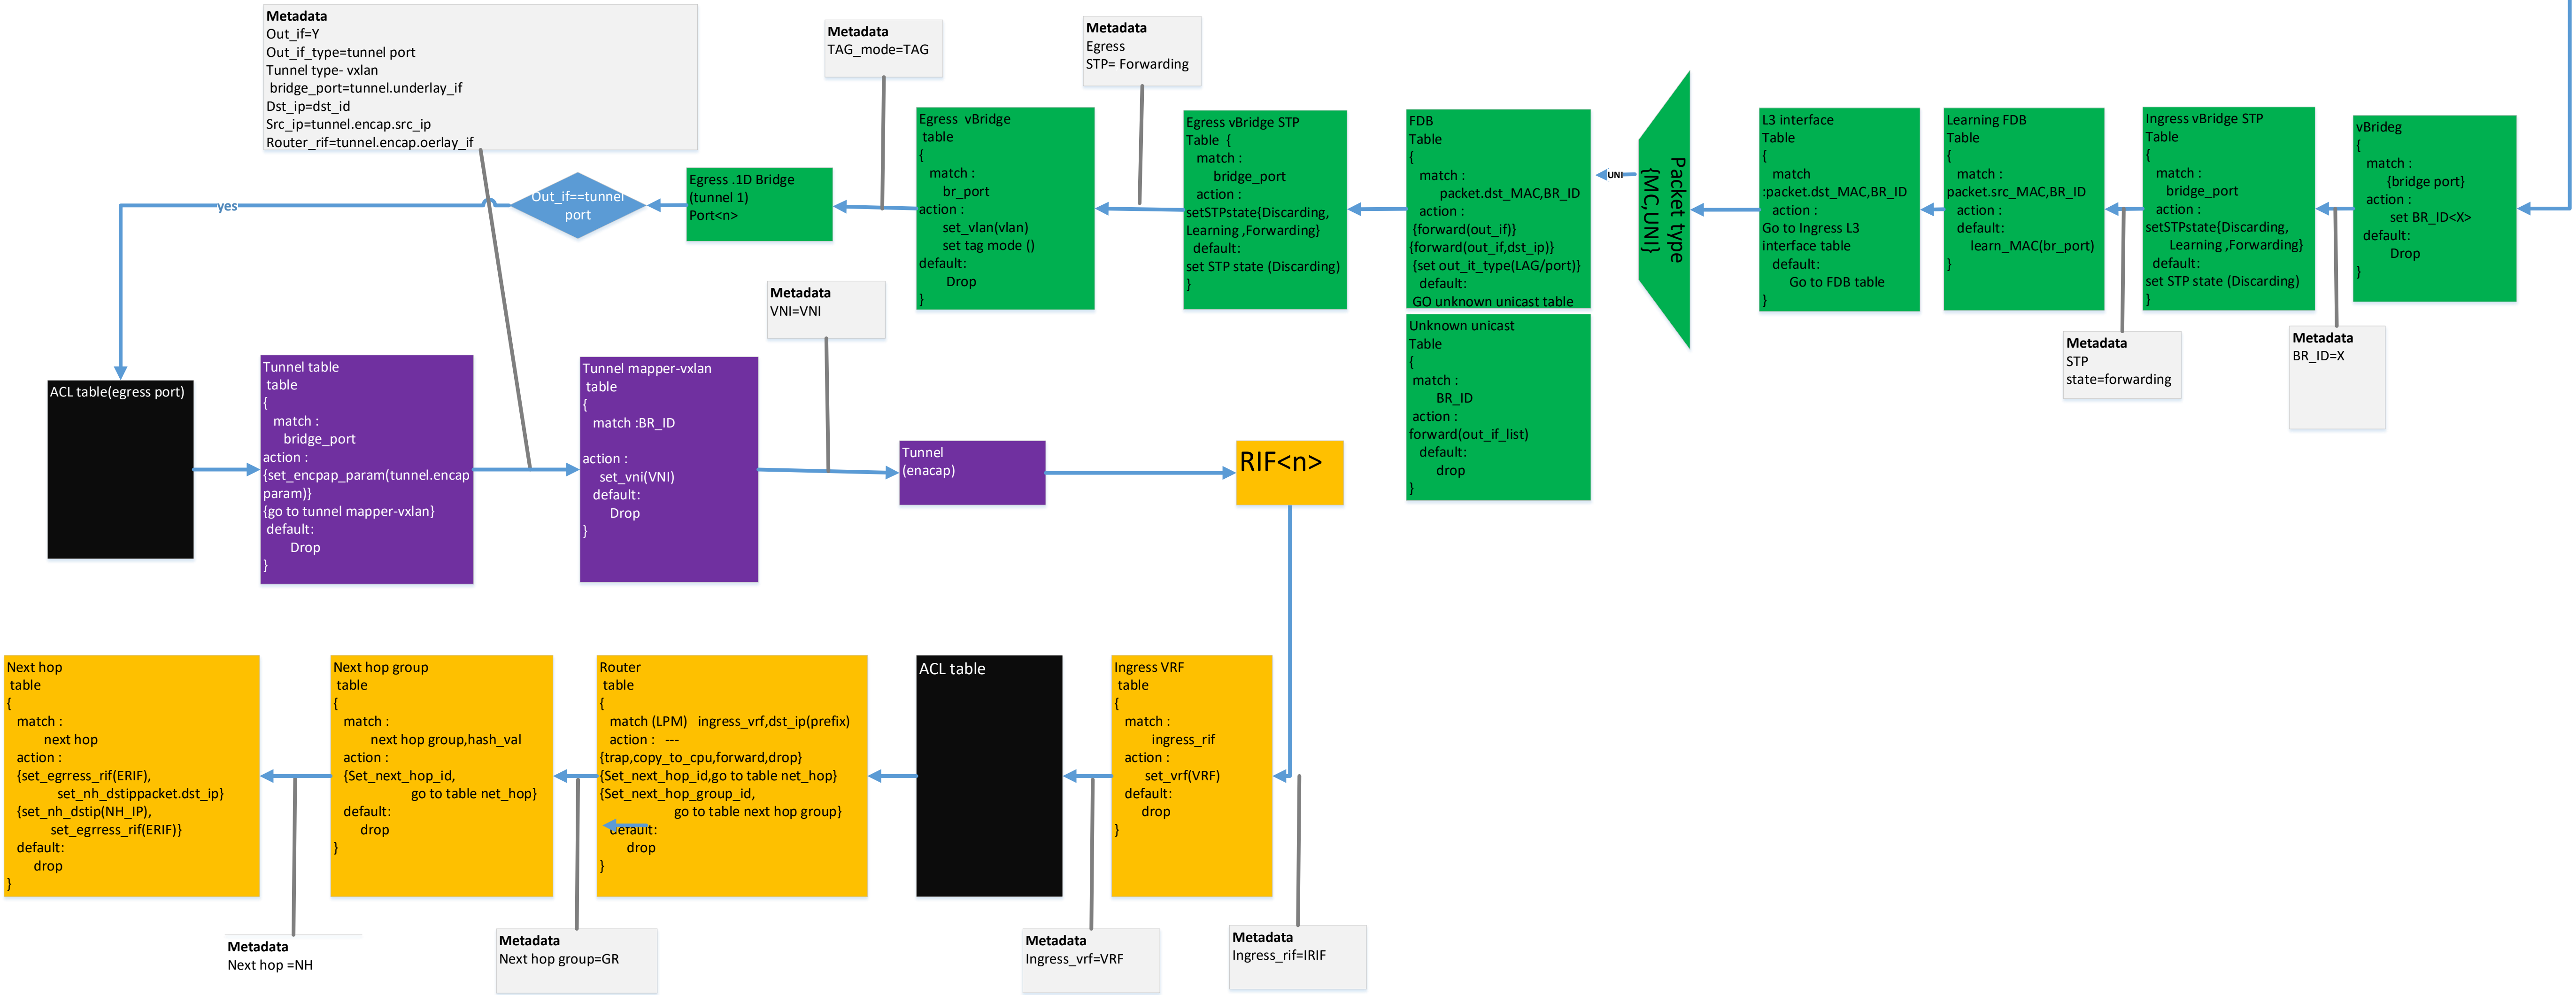 Metadata
Out_if=Y
Out_if_type=tunnel port
Tunnel type- vxlan
bridge_port=tunnel.underlay_if
Dst_ip=dst_id
Src_ip=tunnel.encap.src_ip
Router_rif=tunnel.encap.oerlay_if
Metadata
TAG_mode=TAG
Metadata
Egress
STP= Forwarding
vBrideg
{
match :
{bridge port}
action :
set BR_ID<X>
default:
Drop
}
Ingress vBridge STP
Table
{
match :
bridge_port
action :
setSTPstate{Discarding,
Learning ,Forwarding}
default:
set STP state (Discarding)
}
Learning FDB
Table
{
match :
packet.src_MAC,BR_ID
action :
default:
learn_MAC(br_port)
}
L3 interface
Table
{
match
:packet.dst_MAC,BR_ID
action :
Go to Ingress L3
interface table
default:
Go to FDB table
}
Packet type
{MC,UNI}
UNI
FDB
Table
{
match :
packet.dst_MAC,BR_ID
action :
{forward(out_if)}
{forward(out_if,dst_ip)}
{set out_it_type(LAG/port)}
default:
GO unknown unicast table
Unknown unicast
Table
{
match :
BR_ID
action :
forward(out_if_list)
default:
drop
}
Egress vBridge STP
Table {
match :
bridge_port
action :
setSTPstate{Discarding,
Learning ,Forwarding}
default:
set STP state (Discarding)
}
Egress vBridge
table
{
match :
br_port
action :
set_vlan(vlan)
set tag mode ()
default:
Drop
}
Egress .1D Bridge
(tunnel 1)
Port<n>
Out_if==tunnel
port
yes
Metadata
STP
state=forwarding
Metadata
BR_ID=X
Metadata
VNI=VNI
ACL table(egress port)
Tunnel table
table
{
match :
bridge_port
action :
{set_encpap_param(tunnel.encap
param)}
{go to tunnel mapper-vxlan}
default:
Drop
}
Tunnel mapper-vxlan
table
{
match :BR_ID
action :
set_vni(VNI)
default:
Drop
}
Tunnel
(enacap)
RIF<n>
Ingress VRF
table
{
match :
ingress_rif
action :
set_vrf(VRF)
default:
drop
}
ACL table
Router
table
{
match (LPM) ingress_vrf,dst_ip(prefix)
action : ---
{trap,copy_to_cpu,forward,drop}
{Set_next_hop_id,go to table net_hop}
{Set_next_hop_group_id,
go to table next hop group}
default:
drop
}
Next hop group
table
{
match :
next hop group,hash_val
action :
{Set_next_hop_id,
go to table net_hop}
default:
drop
}
Next hop
table
{
match :
next hop
action :
{set_egrress_rif(ERIF),
set_nh_dstippacket.dst_ip}
{set_nh_dstip(NH_IP),
set_egrress_rif(ERIF)}
default:
drop
}
Metadata
Next hop =NH
Metadata
Next hop group=GR
Metadata
Ingress_vrf=VRF
Metadata
Ingress_rif=IRIF